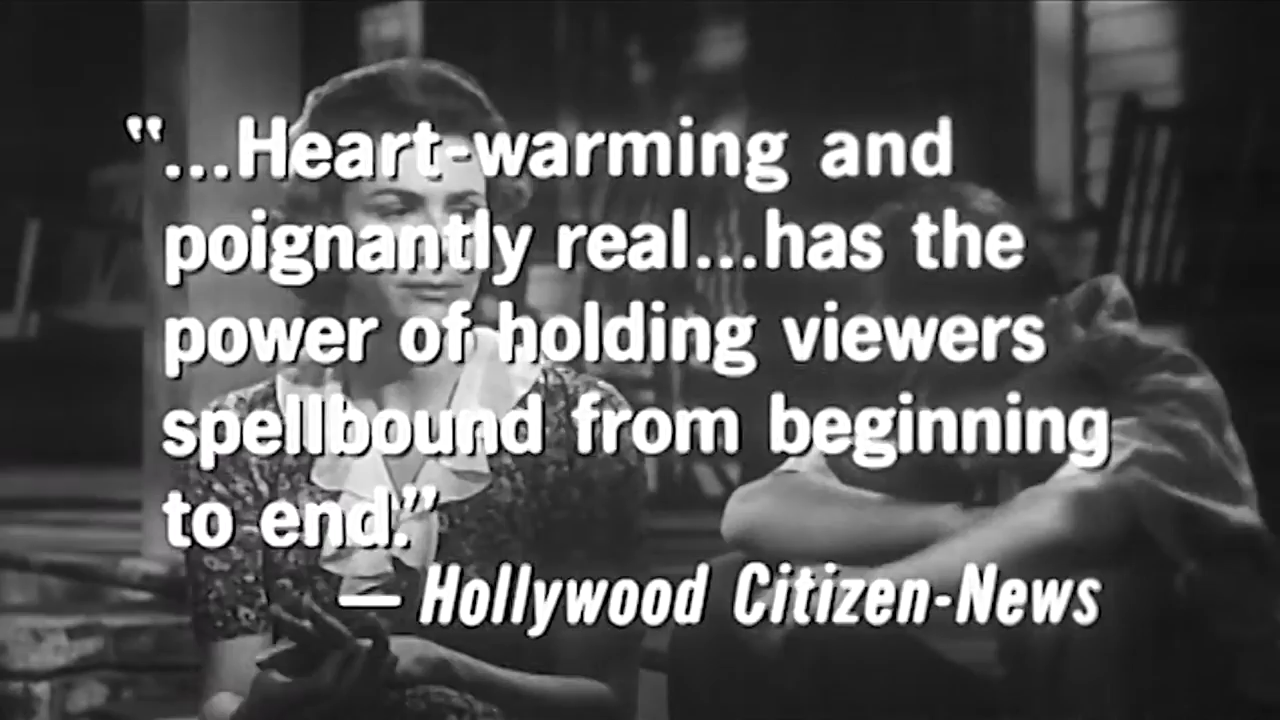 “...Heart-warming and
poignantly real...has the
power of holding viewers
spellbound from beginning
to end.”
— Hollywood Citizen-News